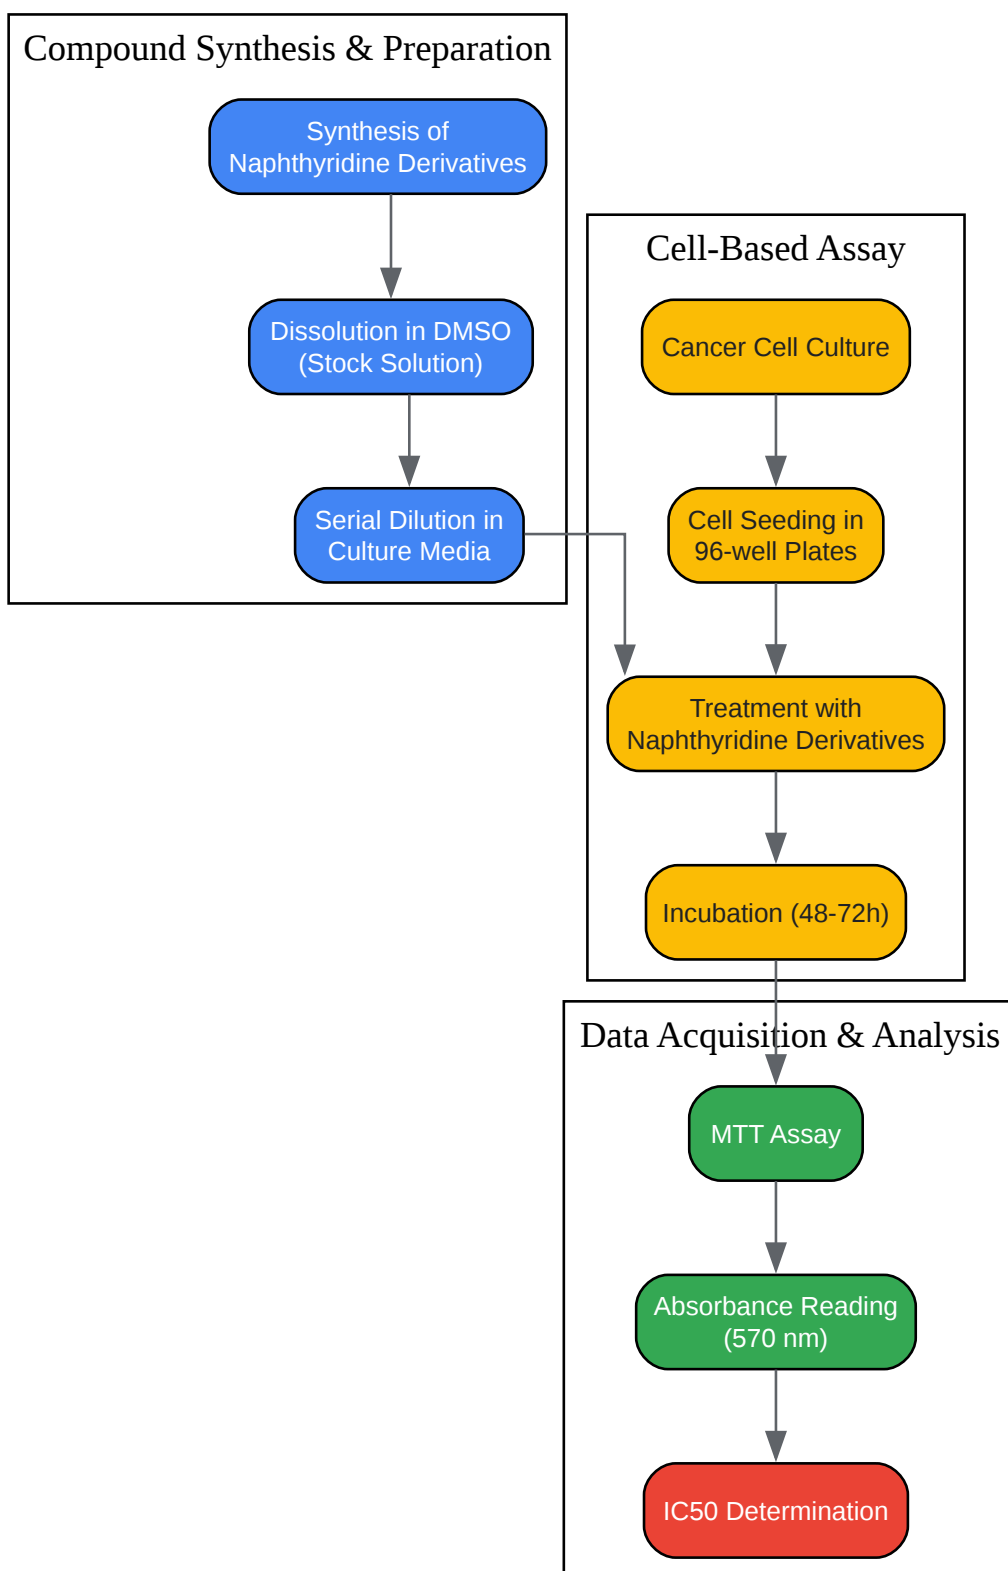 Compound Synthesis & Preparation
Synthesis of
Naphthyridine Derivatives
Dissolution in DMSO
(Stock Solution)
Serial Dilution in
Culture Media
Cell-Based Assay
Cancer Cell Culture
Cell Seeding in
96-well Plates
Treatment with
Naphthyridine Derivatives
Incubation (48-72h)
Data Acquisition & Analysis
MTT Assay
Absorbance Reading
(570 nm)
IC50 Determination